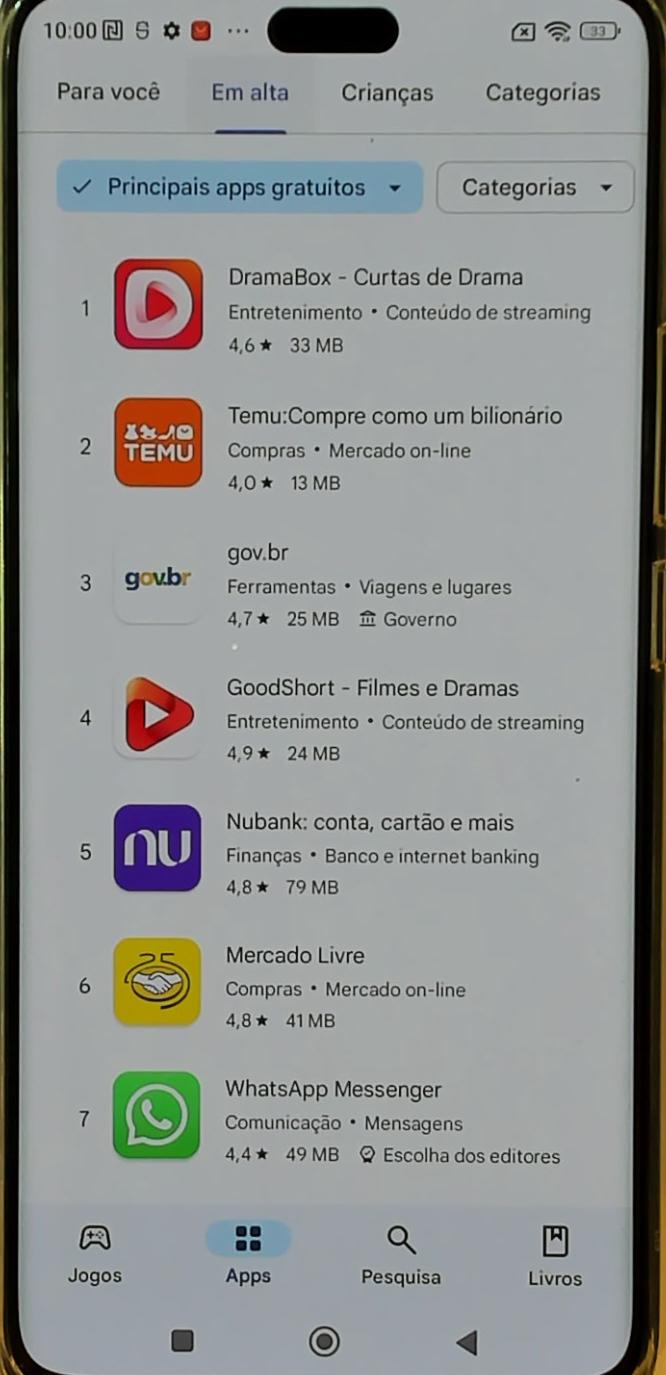 10:00
33
Para você Em alta Crianças Categorias
Principais apps gratuitos Categorias
1
DramaBox - Curtas de Drama
Entretenimento • Conteúdo de streaming
4,6★ 33 MB
2
TEMU
Temu:Compre como um bilionário
Compras • Mercado on-line
4,0★ 13 MB
3
gov.br
gov.br
Ferramentas • Viagens e lugares
4,7★ 25 MB Governo
4
GoodShort - Filmes e Dramas
Entretenimento • Conteúdo de streaming
4,9★ 24 MB
5
nu
Nubank: conta, cartão e mais
Finanças • Banco e internet banking
4,8★ 79 MB
6
25
Mercado Livre
Compras • Mercado on-line
4,8★ 41 MB
7
WhatsApp Messenger
Comunicação • Mensagens
4,4★ 49 MB Escolha dos editores
Jogos Apps Pesquisa Livros